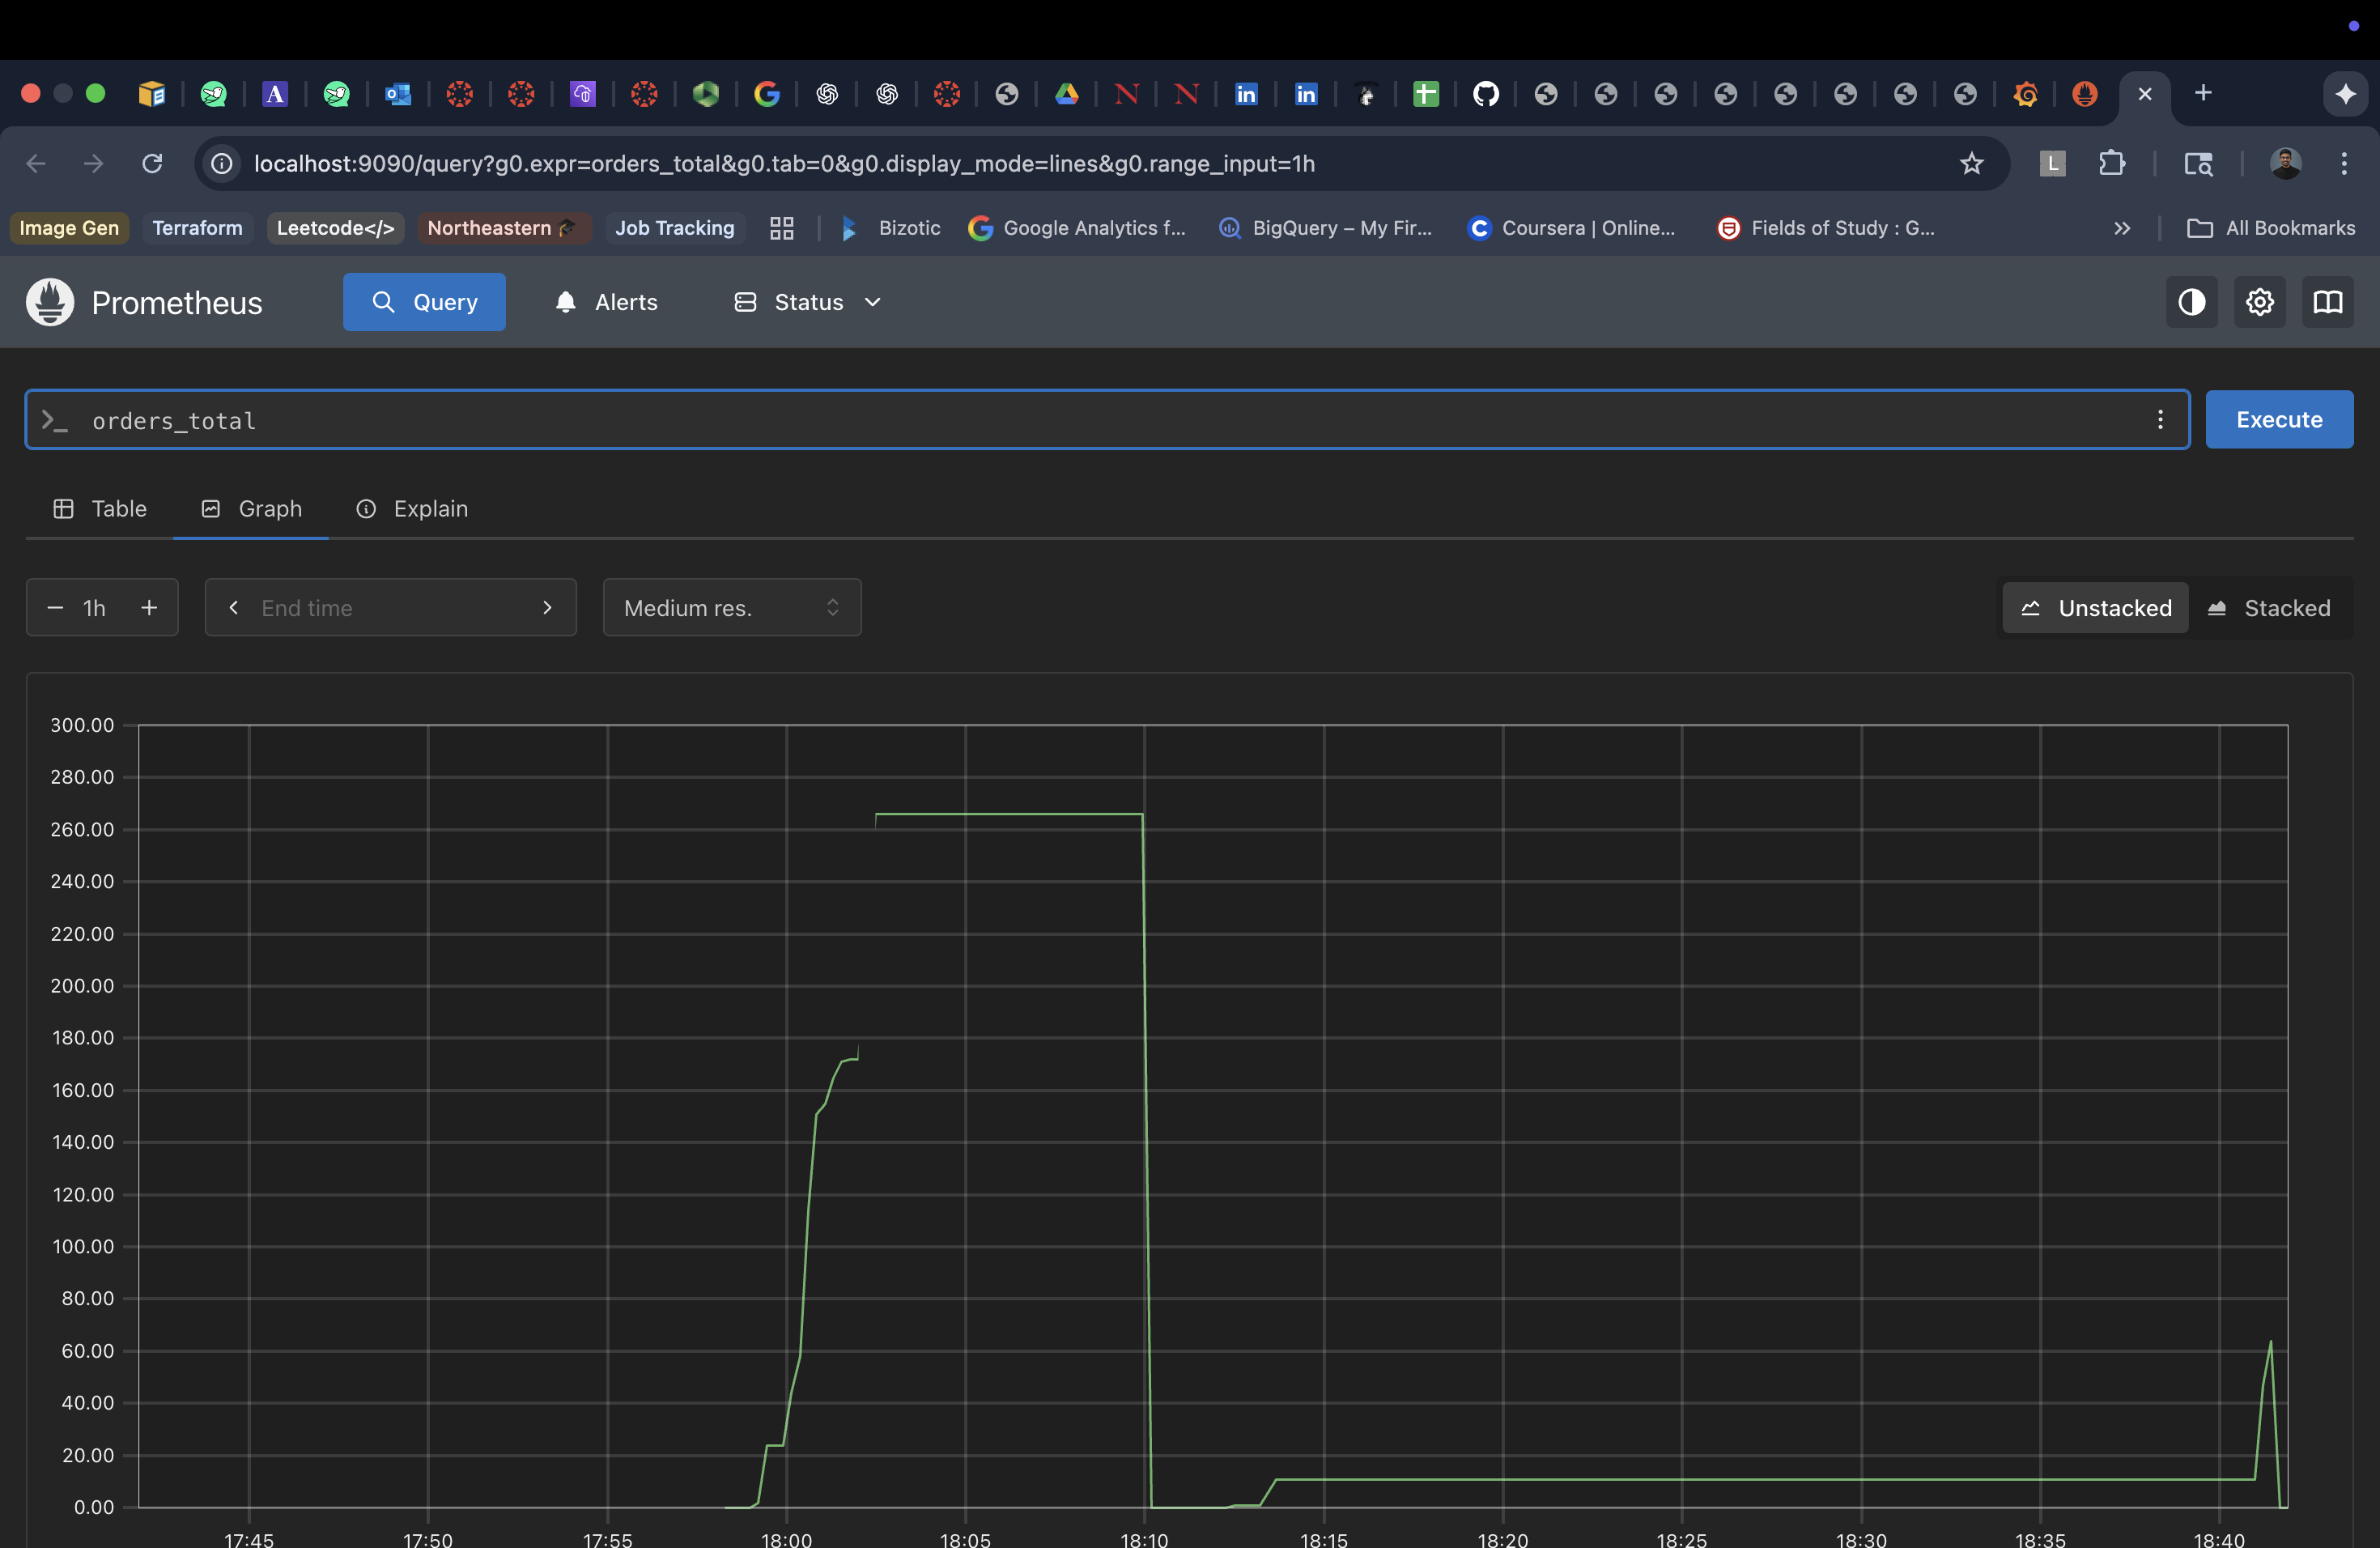 localhost:9090/query?g0.expr=orders_total&g0.tab=0&g0.display_mode=lines&g0.range_input=1h
L
Image Gen Terraform Leetcode</> Northeastern 🎓 Job Tracking Bizotic Google Analytics f... BigQuery – My Fir... Coursera | Online... Fields of Study : G... All Bookmarks
Prometheus Query Alerts Status
>_ orders_total Execute
Table Graph Explain
− 1h + End time Medium res. Unstacked Stacked
300.00
280.00
260.00
240.00
220.00
200.00
180.00
160.00
140.00
120.00
100.00
80.00
60.00
40.00
20.00
0.00
17:45 17:50 17:55 18:00 18:05 18:10 18:15 18:20 18:25 18:30 18:35 18:40